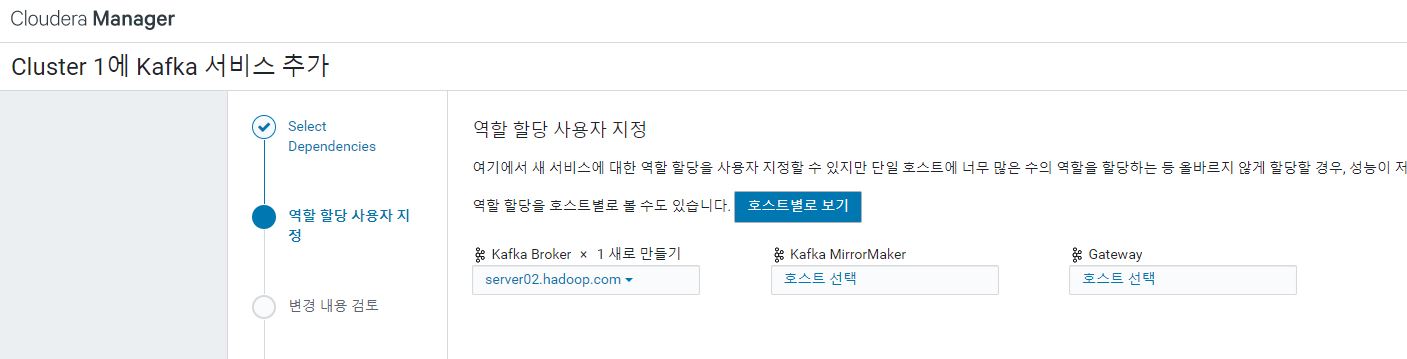 Cloudera Manager
Cluster 1에 Kafka 서비스 추가
Select
Dependencies
역할 할당 사용자 지
정
변경 내용 검토
역할 할당 사용자 지정
여기에서 새 서비스에 대한 역할 할당을 사용자 지정할 수 있지만 단일 호스트에 너무 많은 수의 역할을 할당하는 등 올바르지 않게 할당할 경우, 성능이 저
역할 할당을 호스트별로 볼 수도 있습니다. 호스트별로 보기
Kafka Broker × 1 새로 만들기
server02.hadoop.com
Kafka MirrorMaker
호스트 선택
Gateway
호스트 선택